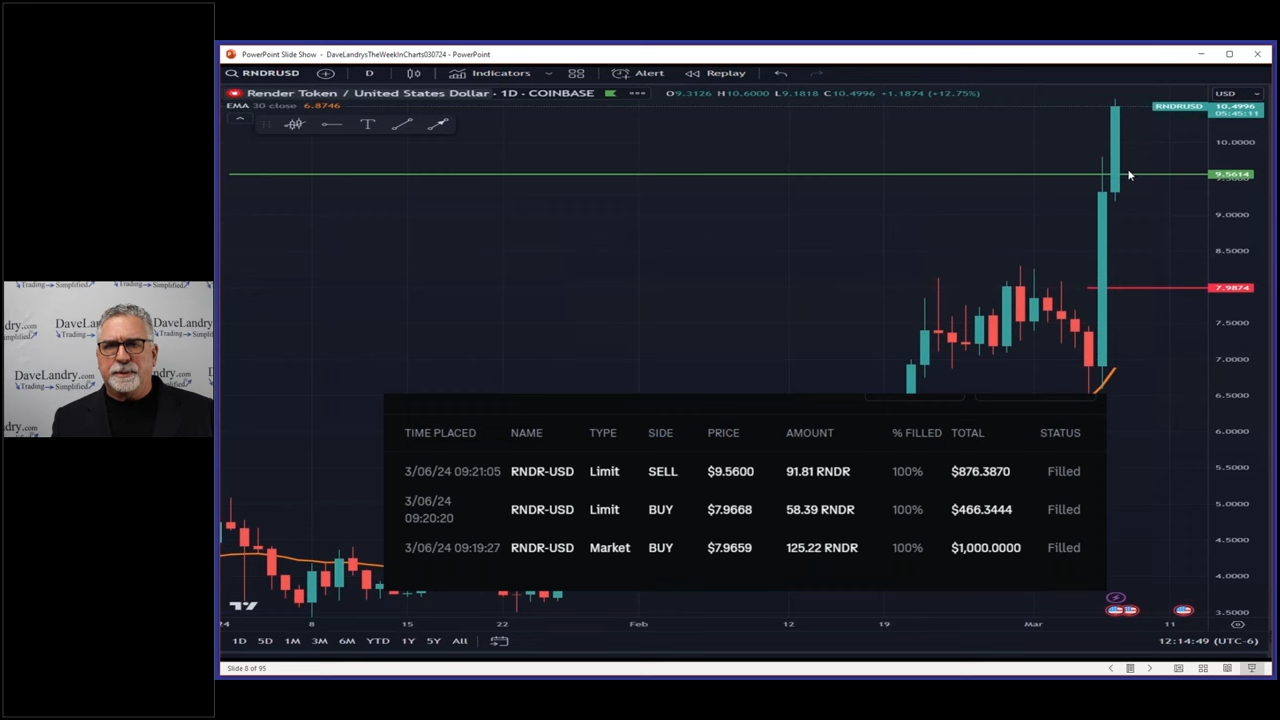 PowerPoint Slide Show - DaveLandrysTheWeekInCharts030724 - PowerPoint
RNDRUSD D Indicators Alert Replay
Render Token / United States Dollar · 1D · COINBASE O9.3126 H10.6000 L9.1818 C10.4996 +1.1874 (+12.75%) USD
EMA 30 close 6.8746
RNDRUSD 10.4996
05:45:11
10.0000
9.5614
9.0000
8.5000
7.9874
7.5000
7.0000
6.5000
6.0000
5.5000
5.0000
4.5000
4.0000
3.5000
TIME PLACED NAME TYPE SIDE PRICE AMOUNT % FILLED TOTAL STATUS
3/06/24 09:21:05 RNDR-USD Limit SELL $9.5600 91.81 RNDR 100% $876.3870 Filled
3/06/24
09:20:20 RNDR-USD Limit BUY $7.9668 58.39 RNDR 100% $466.3444 Filled
3/06/24 09:19:27 RNDR-USD Market BUY $7.9659 125.22 RNDR 100% $1,000.0000 Filled
24 8 15 22 Feb 12 19 Mar 11
1D 5D 1M 3M 6M YTD 1Y 5Y All 12:14:49 (UTC-6)
Slide 8 of 95
Trading Simplified
DaveLandry.com
DaveLandry.com
Trading Simplified
DaveLandry.com